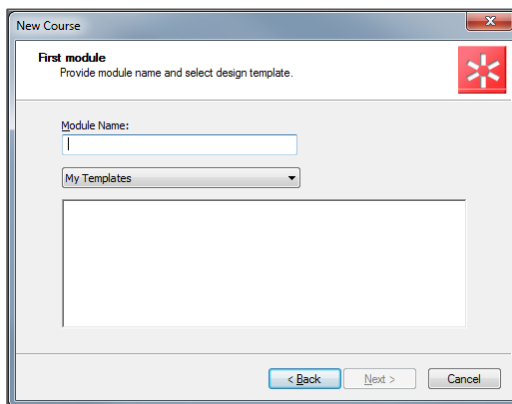 New Course
First module
Provide module name and select design template.
Module Name:
My Templates
< Back
Next >
Cancel